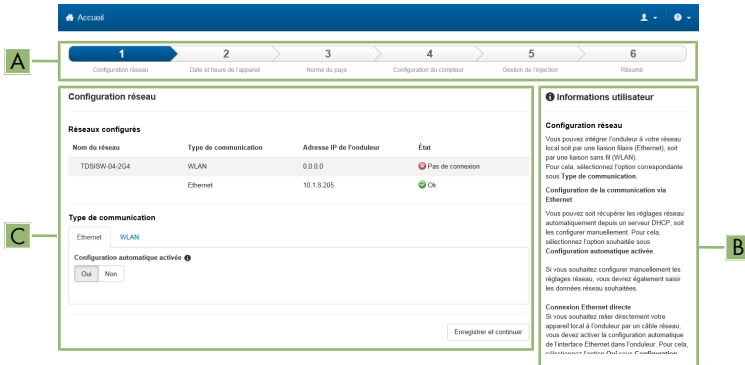 Accueil
A
1 2 3 4 5 6
Configuration réseau Date et heure de l'appareil Norme du pays Configuration du compteur Gestion de l'injection Résumé
C
Configuration réseau
Réseaux configurés
Nom du réseau Type de communication Adresse IP de l'onduleur État
TDSISW-04-2G4 WLAN 0.0.0.0 Pas de connexion
Ethernet 10.1.8.205 Ok
Type de communication
Ethernet WLAN
Configuration automatique activée
Oui Non
Enregistrer et continuer
B
Informations utilisateur
Configuration réseau
Vous pouvez intégrer l'onduleur à votre réseau
local soit par une liaison filaire (Ethernet), soit
par une liaison sans fil (WLAN).
Pour cela, sélectionnez l'option correspondante
sous Type de communication.
Configuration de la communication via
Ethernet
Vous pouvez soit récupérer les réglages réseau
automatiquement depuis un serveur DHCP, soit
les configurer manuellement. Pour cela,
sélectionnez l'option souhaitée sous
Configuration automatique activée.
Si vous souhaitez configurer manuellement les
réglages réseau, vous devrez également saisir
les données réseau souhaitées.
Connexion Ethernet directe
Si vous souhaitez relier directement votre
appareil local à l'onduleur par un câble réseau,
vous devez activer la configuration automatique
de l'interface Ethernet dans l'onduleur. Pour cela,
sélectionnez l'option Oui sous Configuration